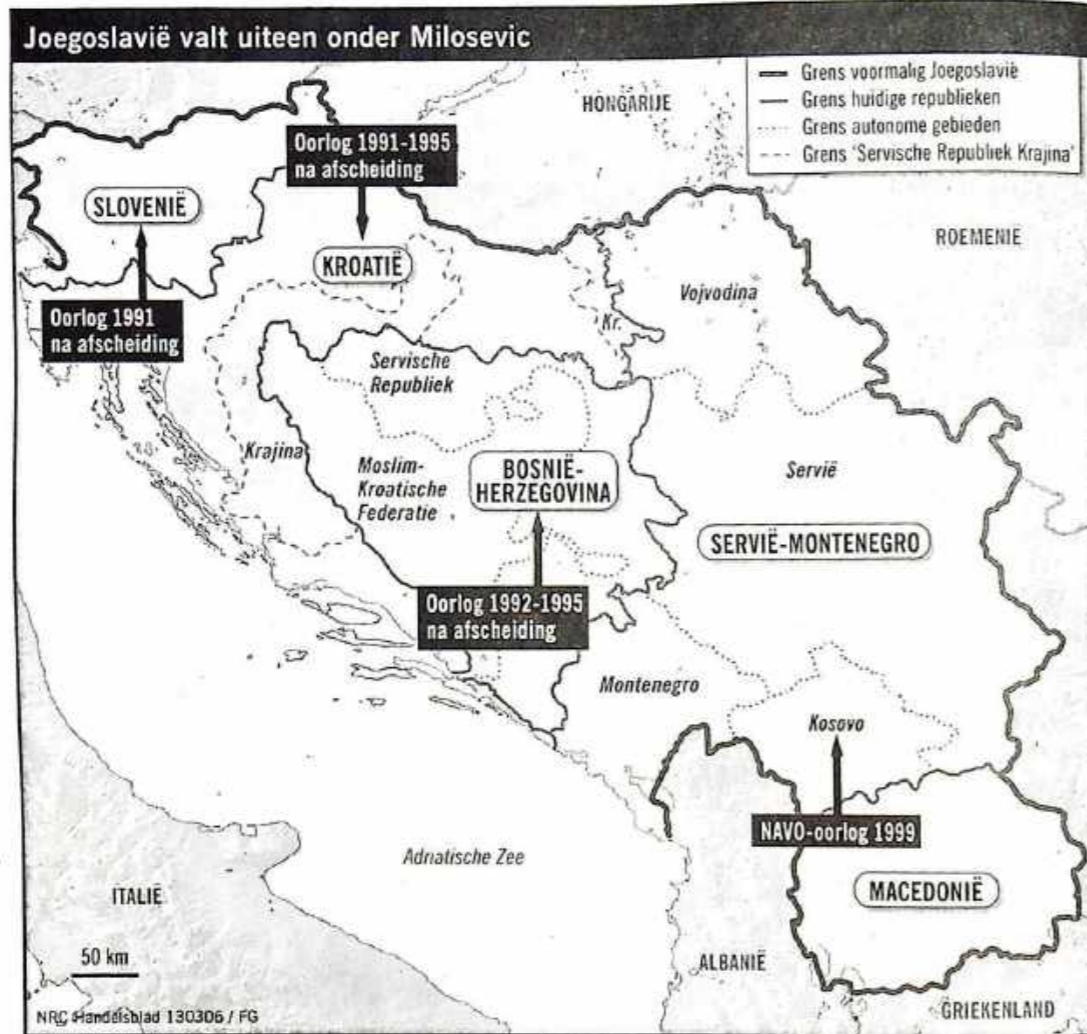 Joegoslavië valt uiteen onder Milosevic
Grens voormalig Joegoslavië
Grens huidige republieken
Grens autonome gebieden
Grens 'Servische Republiek Krajina'
HONGARIJE
Oorlog 1991-1995
na afscheiding
SLOVENIË
ROEMENIË
KROATIË
Vojvodina
Oorlog 1991
na afscheiding
Kr.
Servische
Republiek
Krajina
Moslim-
Kroatische
Federatie
BOSNIË-
HERZEGOVINA
Servië
SERVIË-MONTENEGRO
Oorlog 1992-1995
na afscheiding
Montenegro
Kosovo
NAVO-oorlog 1999
Adriatische Zee
ITALIË
MACEDONIË
50 km
ALBANIË
GRIEKENLAND
NRC Handelsblad 130306 / FG